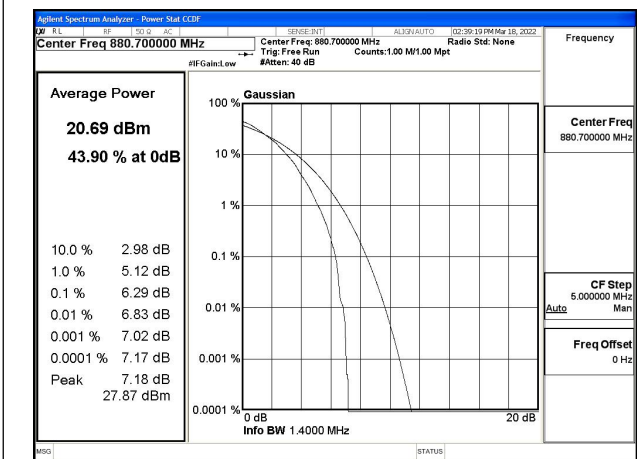 Agilent Spectrum Analyzer - Power Stat CCDF
LXI RL RF 50 Ω AC SENSE:INT ALIGN AUTO 02:39:19 PM Mar 18, 2022
Center Freq 880.700000 MHz
Center Freq: 880.700000 MHz Radio Std: None
Trig: Free Run Counts:1.00 M/1.00 Mpt
#IFGain:Low #Atten: 40 dB
Frequency
Average Power
20.69 dBm
43.90 % at 0dB
10.0 % 2.98 dB
1.0 % 5.12 dB
0.1 % 6.29 dB
0.01 % 6.83 dB
0.001 % 7.02 dB
0.0001 % 7.17 dB
Peak 7.18 dB
27.87 dBm
Gaussian
100 %
10 %
1 %
0.1 %
0.01 %
0.001 %
0.0001 %
0 dB 20 dB
Info BW 1.4000 MHz
Center Freq
880.700000 MHz
CF Step
5.000000 MHz
Auto Man
Freq Offset
0 Hz
MSG STATUS